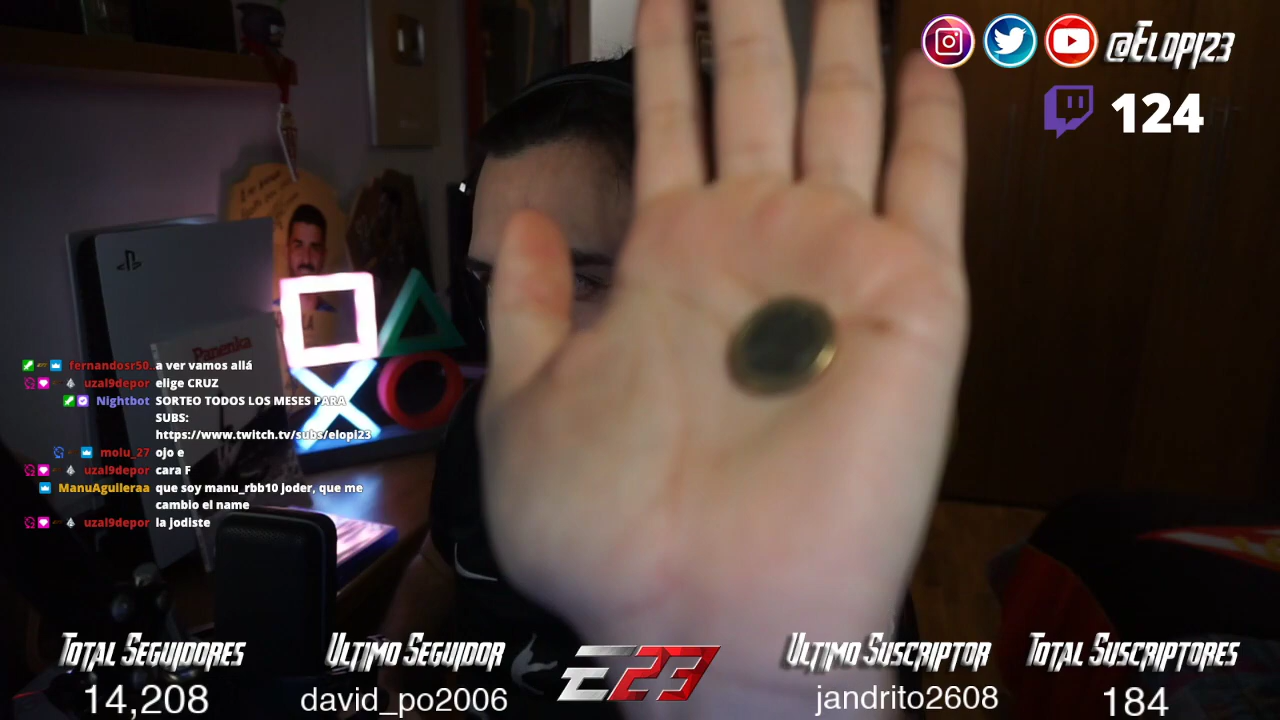 @ELOPI23
124
Panenka
fernandosr50.. a ver vamos allá
uzal9depor elige CRUZ
Nightbot SORTEO TODOS LOS MESES PARA
SUBS:
https://www.twitch.tv/subs/elopi23
molu_27 ojo e
uzal9depor cara F
ManuAguileraa que soy manu_rbb10 joder, que me
cambio el name
uzal9depor la jodiste
TOTAL SEGUIDORES
14,208
ULTIMO SEGUIDOR
david_po2006
E23
ULTIMO SUSCRIPTOR
jandrito2608
TOTAL SUSCRIPTORES
184